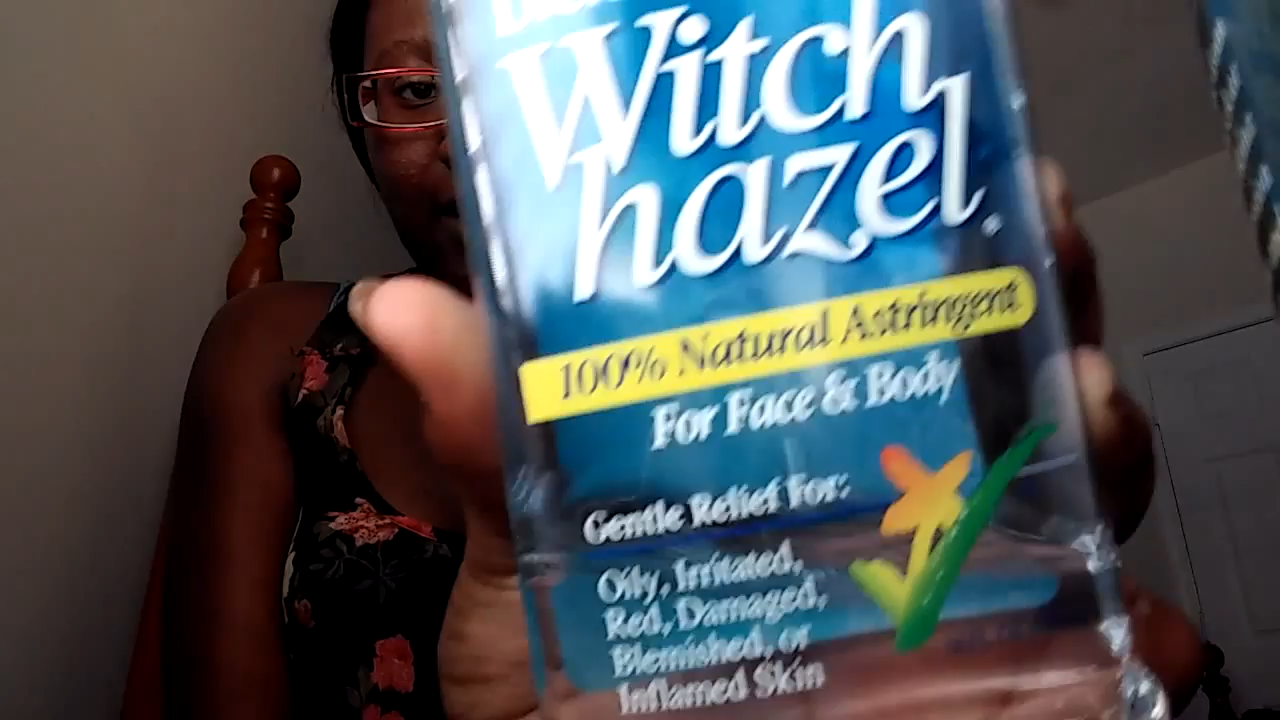 Witch
hazel
100% Natural Astringent
For Face & Body
Gentle Relief For:
Oily, Irritated,
Red, Damaged,
Blemished, or
Inflamed Skin